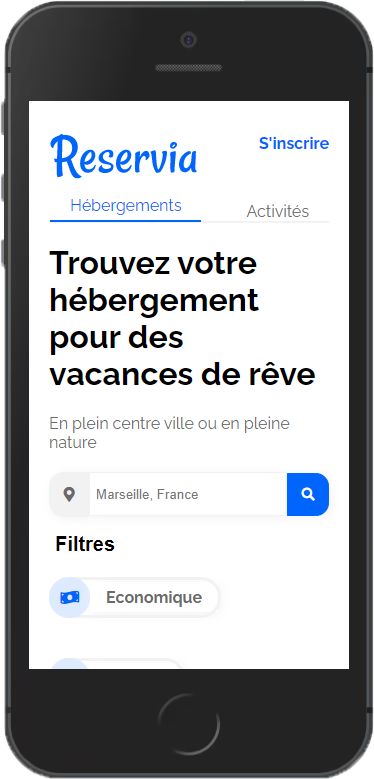 Reservia
S'inscrire
Hébergements
Activités
Trouvez votre
hébergement
pour des
vacances de rêve
En plein centre ville ou en pleine
nature
Marseille, France
Filtres
Economique